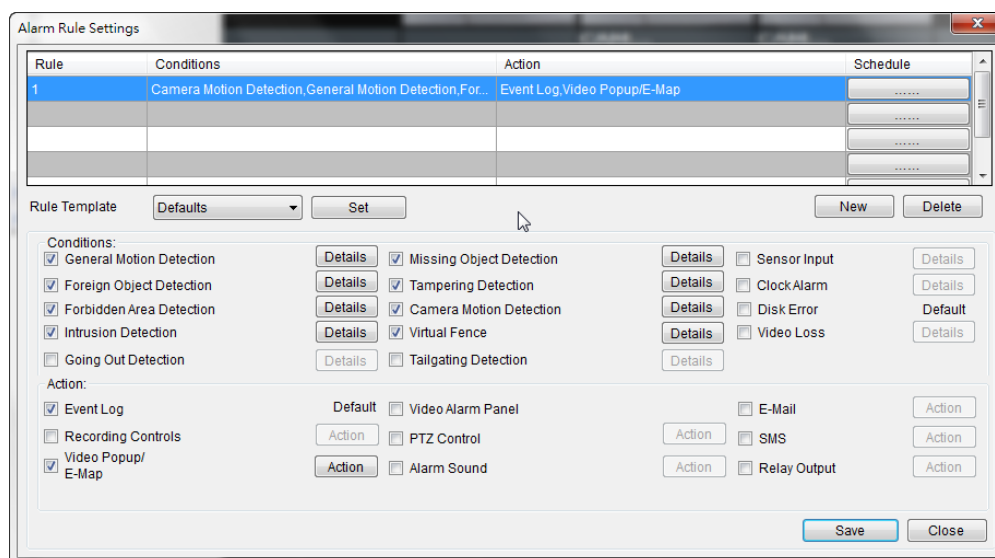 Alarm Rule Settings
Rule Conditions Action Schedule
1 Camera Motion Detection,General Motion Detection,For... Event Log,Video Popup/E-Map ......
......
......
......
Rule Template Defaults Set New Delete
Conditions:
General Motion Detection Details Missing Object Detection Details Sensor Input Details
Foreign Object Detection Details Tampering Detection Details Clock Alarm Details
Forbidden Area Detection Details Camera Motion Detection Details Disk Error Default
Intrusion Detection Details Virtual Fence Details Video Loss Details
Going Out Detection Details Tailgating Detection Details
Action:
Event Log Default Video Alarm Panel E-Mail Action
Recording Controls Action PTZ Control Action SMS Action
Video Popup/
E-Map Action Alarm Sound Action Relay Output Action
Save Close